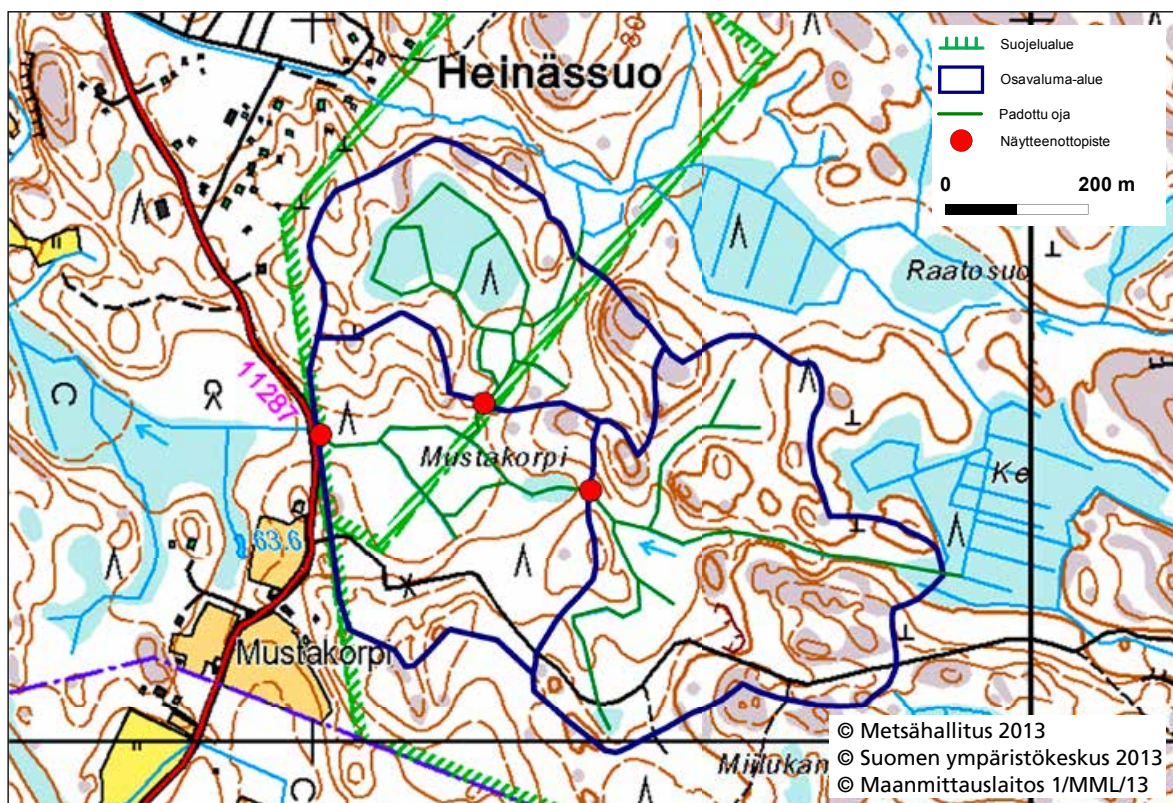 Heinässuo
Suojelualue
Osavaluma-alue
Padottu oja
Näytteenottopiste
0 200 m
Raatosuo
11287
Mustakorpi
Ke
63.6
Mustakorpi
Miilukan
© Metsähallitus 2013
© Suomen ympäristökeskus 2013
© Maanmittauslaitos 1/MML/13